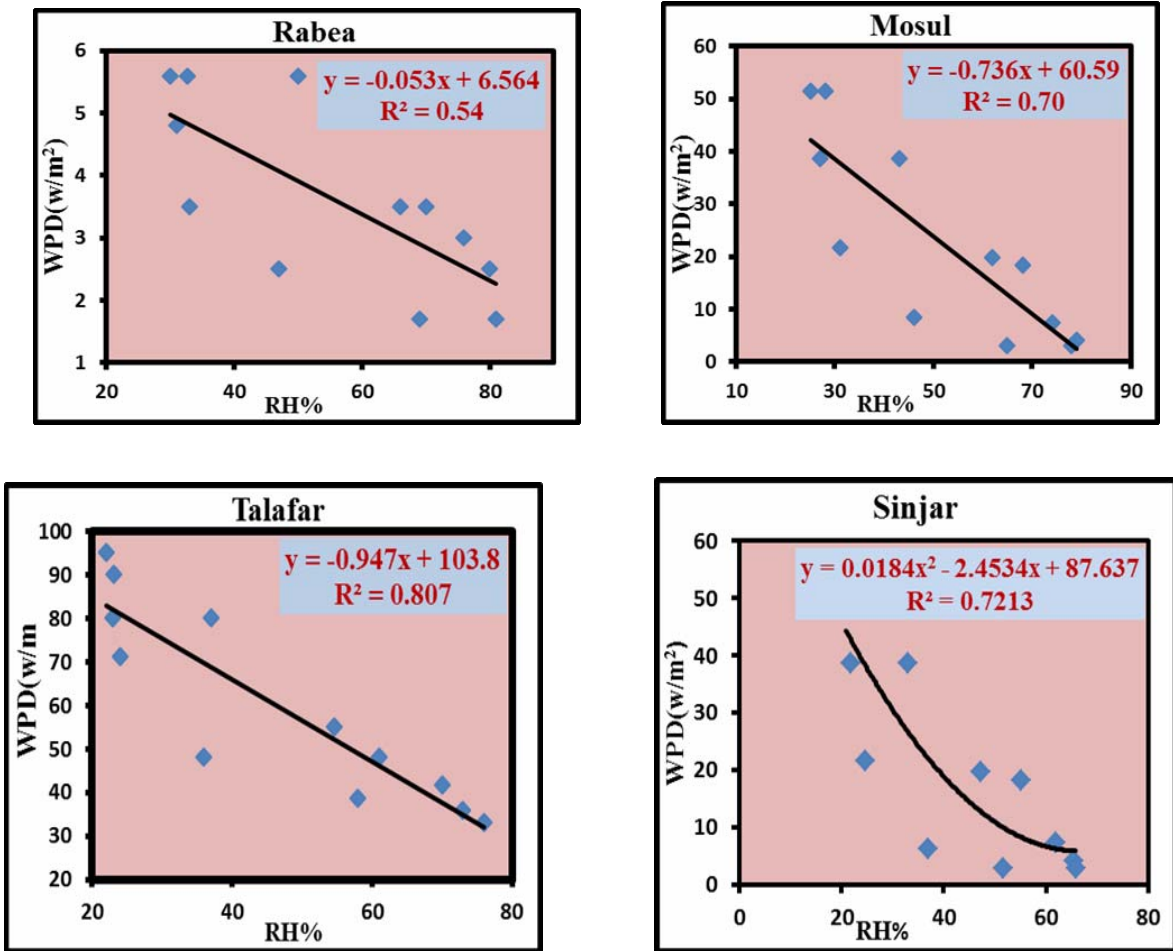 Rabea
6
5
4
3
2
1
WPD(w/m²)
y = -0.053x + 6.564
R² = 0.54
20
40
60
80
RH%
Mosul
60
50
40
30
20
10
0
WPD(w/m²)
y = -0.736x + 60.59
R² = 0.70
10
30
50
70
90
RH%
Talafar
100
90
80
70
60
50
40
30
20
WPD(w/m
y = -0.947x + 103.8
R² = 0.807
20
40
60
80
RH%
Sinjar
60
50
40
30
20
10
0
WPD(w/m²)
y = 0.0184x² - 2.4534x + 87.637
R² = 0.7213
0
20
40
60
80
RH%